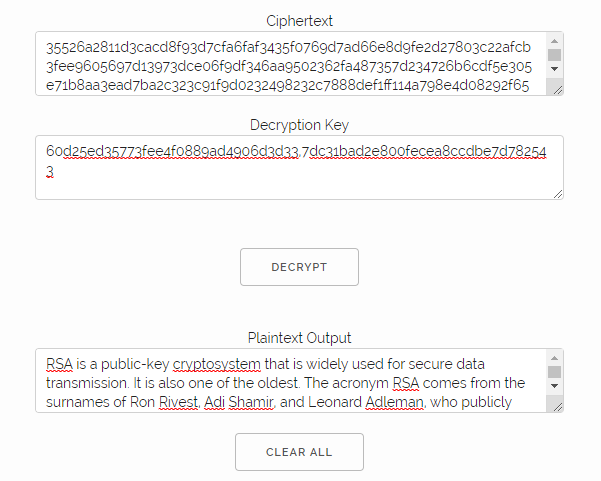 Ciphertext
35526a2811d3cacd8f93d7cfa6faf3435f0769d7ad66e8d9fe2d27803c22afcb
3fee9605697d13973dce06f9df346aa9502362fa487357d234726b6cdf5e305
e71b8aa3ead7ba2c323c91f9d0232498232c7888def1ff114a798e4d08292f65
Decryption Key
60d25ed35773fee4f0889ad4906d3d33,7dc31bad2e800fecea8ccdbe7d78254
3
DECRYPT
Plaintext Output
RSA is a public-key cryptosystem that is widely used for secure data
transmission. It is also one of the oldest. The acronym RSA comes from the
surnames of Ron Rivest, Adi Shamir, and Leonard Adleman, who publicly
CLEAR ALL